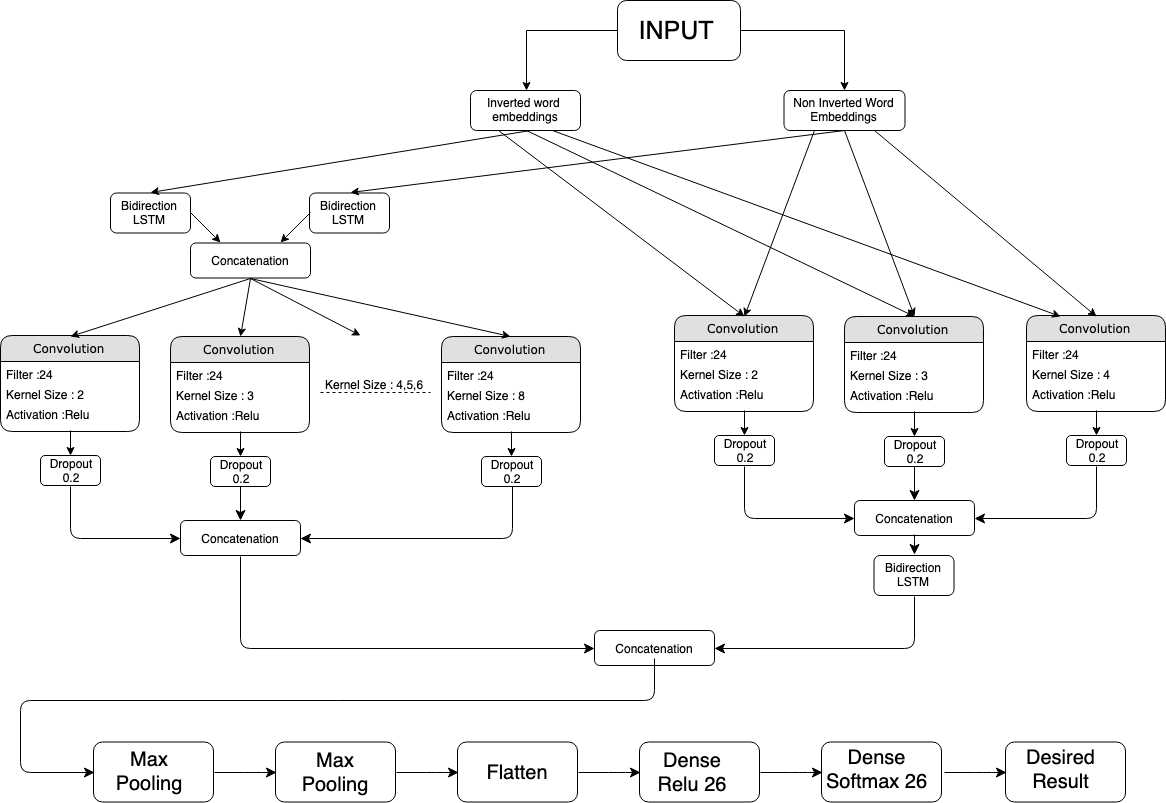 INPUT
Inverted word
embeddings
Non Inverted Word
Embeddings
Bidirection
LSTM
Bidirection
LSTM
Concatenation
Convolution
Filter :24
Kernel Size : 2
Activation :Relu
Convolution
Filter :24
Kernel Size : 3
Activation :Relu
Kernel Size : 4,5,6
Convolution
Filter :24
Kernel Size : 8
Activation :Relu
Convolution
Filter :24
Kernel Size : 2
Activation :Relu
Convolution
Filter :24
Kernel Size : 3
Activation :Relu
Convolution
Filter :24
Kernel Size : 4
Activation :Relu
Dropout
0.2
Dropout
0.2
Dropout
0.2
Dropout
0.2
Dropout
0.2
Dropout
0.2
Concatenation
Concatenation
Bidirection
LSTM
Concatenation
Max
Pooling
Max
Pooling
Flatten
Dense
Relu 26
Dense
Softmax 26
Desired
Result